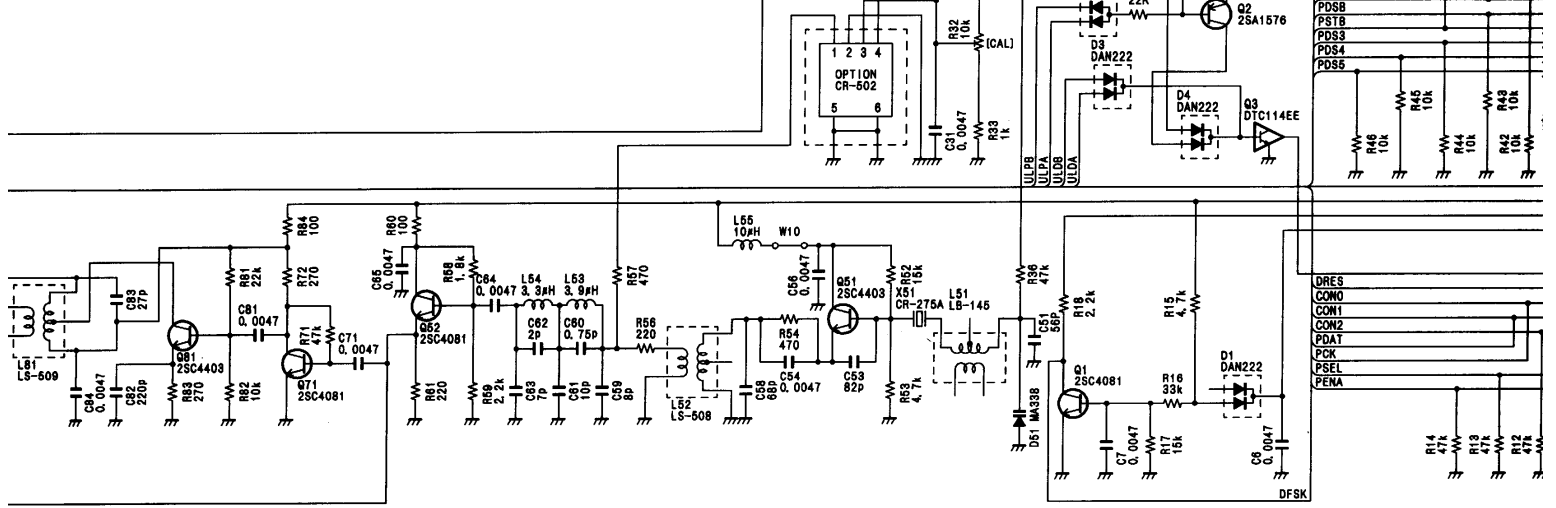 22k
Q2
2SA1576
PDSB
PSTB
PDS3
PDS4
PDS5
R32
10k
[CAL]
1 2 3 4
OPTION
CR-502
5 6
D3
DAN222
D4
DAN222
Q3
DTC114EE
C31
0.0047
R33
1k
ULPB
ULPA
ULDB
ULDA
R46
10k
R45
10k
R44
10k
R43
10k
R42
10k
R84
100
R60
100
L55
10μH
W10
C83
27p
R81
22k
R72
270
C65
0.0047
R58
1.8k
C64
0.0047
L54
3.3μH
L53
3.9μH
R57
470
C56
0.0047
Q51
2SC4403
R52
15k
X51
CR-275A
L51
LB-145
R36
47k
C51
56P
R18
2.2k
R15
4.7k
DRES
CON0
CON1
CON2
PDAT
PCK
PSEL
PENA
C81
0.0047
R71
47k
C71
0.0047
Q52
2SC4081
C62
2p
C60
0.75p
R56
220
R54
470
L81
LS-509
Q81
2SC4403
Q71
2SC4081
C84
0.0047
C82
220p
R83
270
R82
10k
R61
220
R59
2.2k
C63
7p
C61
10p
C59
8p
L52
LS-508
C58
68P
C54
0.0047
C53
82p
R53
4.7k
D51 MA338
Q1
2SC4081
R16
33k
D1
DAN222
C7
0.0047
R17
15k
C6
0.0047
R14
47k
R13
47k
R12
47k
DFSK